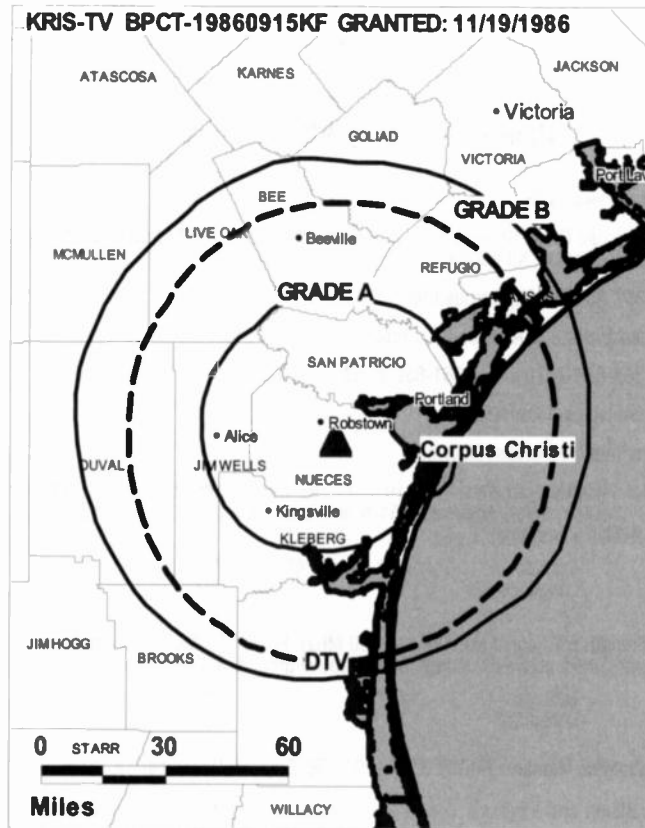 KRIS-TV BPCT-19860915KF GRANTED: 11/19/1986
JACKSON
KARNES
ATASCOSA
Victoria
GOLIAD
VICTORIA
Port Lav
BEE
GRADE B
LIVE OAK
Beeville
MCMULLEN
REFUGIO
GRADE A
SAN PATRICIO
Portland
Robstown
Alice
Corpus Christi
DUVAL
JIM WELLS
NUECES
Kingsville
KLEBERG
JIM HOGG
BROOKS
DTV
0 STARR 30 60
Miles
WILLACY